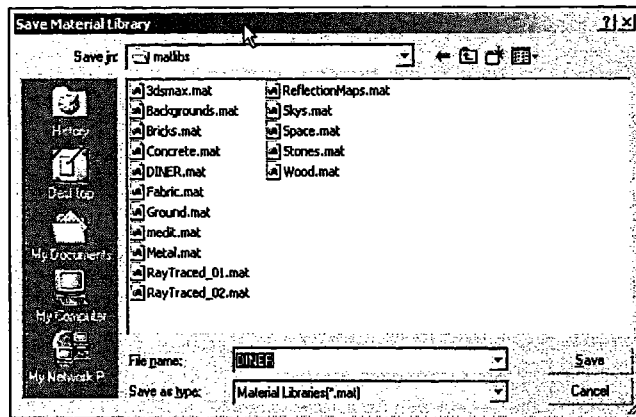 Save Material Library
Save in: matlibs
3dsmax.mat
Backgrounds.mat
Bricks.mat
Concrete.mat
DINER.mat
Fabric.mat
Ground.mat
medit.mat
Metal.mat
RayTraced_01.mat
RayTraced_02.mat
ReflectionMaps.mat
Skys.mat
Space.mat
Stones.mat
Wood.mat
History
Desktop
My Documents
My Computer
My Network P
File name: Save
Save as type: Material Libraries(*.mat) Cancel